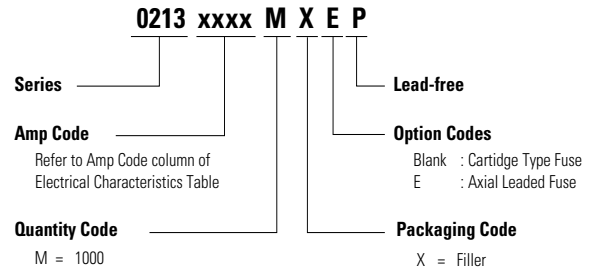 0213 xxxx M X E P
Series
Lead-free
Amp Code
Refer to Amp Code column of
Electrical Characteristics Table
Option Codes
Blank : Cartidge Type Fuse
E : Axial Leaded Fuse
Quantity Code
M = 1000
Packaging Code
X = Filler